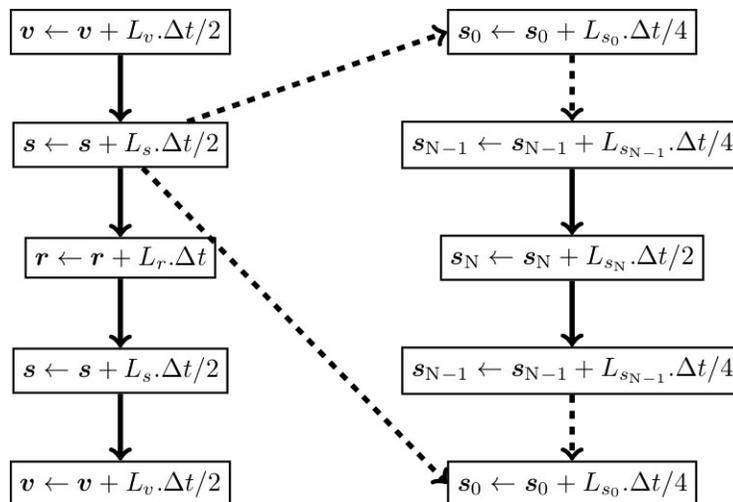 v ← v + L_v.Δt/2
s ← s + L_s.Δt/2
r ← r + L_r.Δt
s ← s + L_s.Δt/2
v ← v + L_v.Δt/2
s_0 ← s_0 + L_{s_0}.Δt/4
s_{N−1} ← s_{N−1} + L_{s_{N−1}}.Δt/4
s_N ← s_N + L_{s_N}.Δt/2
s_{N−1} ← s_{N−1} + L_{s_{N−1}}.Δt/4
s_0 ← s_0 + L_{s_0}.Δt/4